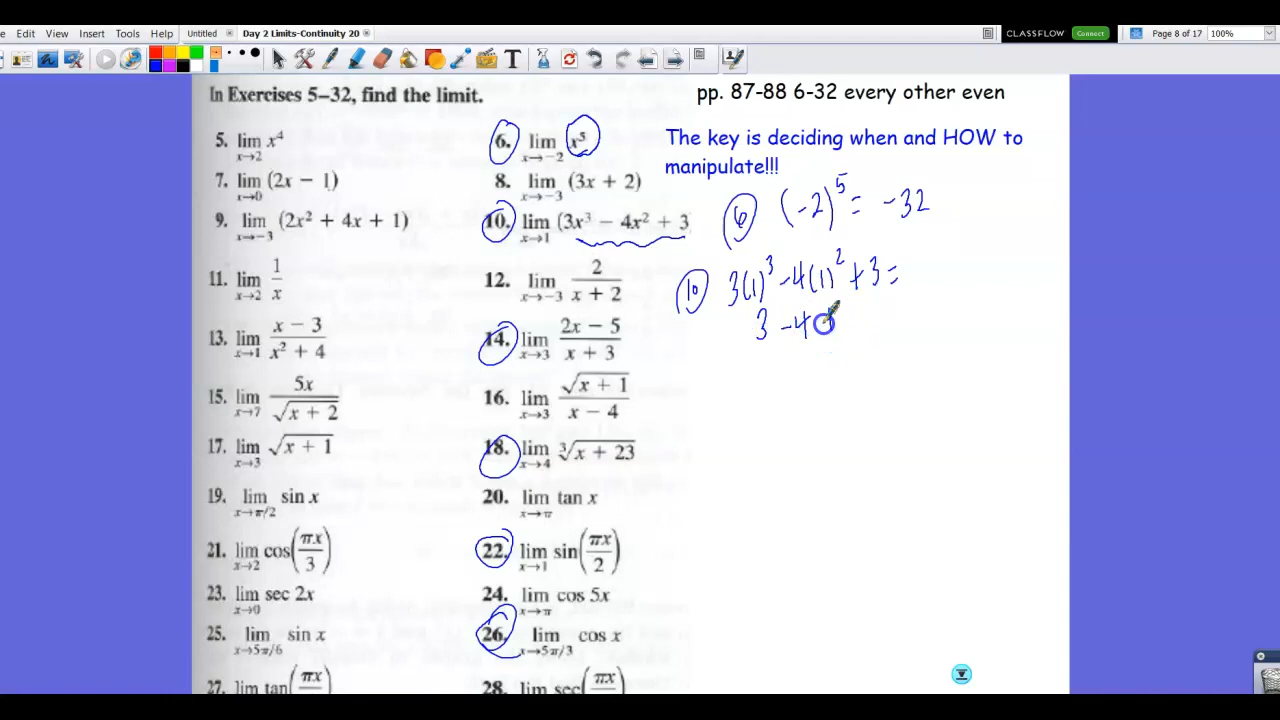 Edit View Insert Tools Help Untitled Day 2 Limits-Continuity 20 CLASSFLOW Connect Page 8 of 17 100%
In Exercises 5–32, find the limit.
pp. 87-88 6-32 every other even
The key is deciding when and HOW to
manipulate!!!
5. lim x→2 x⁴
6. lim x→-2 x⁵
7. lim x→0 (2x − 1)
8. lim x→-3 (3x + 2)
9. lim x→-3 (2x² + 4x + 1)
10. lim x→1 (3x³ − 4x² + 3
11. lim x→2 1/x
12. lim x→-3 2/(x + 2)
13. lim x→1 (x − 3)/(x² + 4)
14. lim x→3 (2x − 5)/(x + 3)
15. lim x→7 5x/√(x + 2)
16. lim x→3 √(x + 1)/(x − 4)
17. lim x→3 √(x + 1)
18. lim x→4 ∛(x + 23)
19. lim x→π/2 sin x
20. lim x→π tan x
21. lim x→2 cos(πx/3)
22. lim x→1 sin(πx/2)
23. lim x→0 sec 2x
24. lim x→π cos 5x
25. lim x→5π/6 sin x
26. lim x→5π/3 cos x
27. lim tan(πx
28. lim sec(πx
6 (-2)⁵ = -32
10 3(1)³ - 4(1)² + 3 =
3 - 4